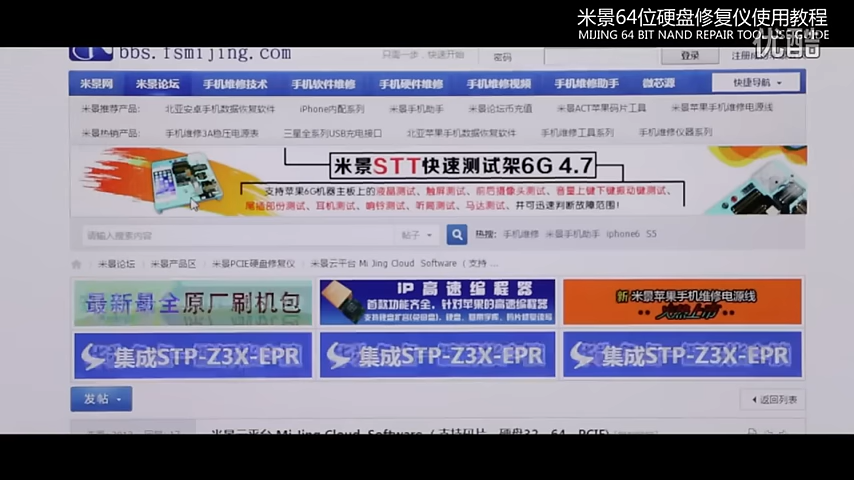 米景64位硬盘修复仪使用教程
MIJING 64 BIT NAND REPAIR TOOL USE GUIDE
优酷
bbs.fsmijing.com
只需一步，快速开始
密码
登录
米景网 米景论坛 手机维修技术 手机软件维修 手机硬件维修 手机维修视频 手机维修助手 微芯源 快捷导航
米景推荐产品: 北亚安卓手机数据恢复软件 iPhone内配系列 米景手机助手 米景论坛币充值 米景ACT苹果码片工具 米景苹果手机维修电源线
米景热销产品: 手机维修3A稳压电源表 三星全系列USB充电接口 北亚苹果手机数据恢复软件 手机维修工具系列 手机维修仪器系列
米景STT快速测试架6G 4.7
支持苹果6G机器主板上的液晶测试、触屏测试、前后摄像头测试、音量上键下键振动键测试、
尾插部份测试、耳机测试、响铃测试、听筒测试、马达测试、并可迅速判断故障范围!
请输入搜索内容 帖子 热搜: 手机维修 米景手机助手 iphone6 S5
米景论坛 米景产品区 米景PCIE硬盘修复仪 米景云平台 Mi Jing Cloud Software ( 支持 ...
最新最全原厂刷机包
IP 高速编程器
首款功能齐全，针对苹果的高速编程器
新 米景苹果手机维修电源线
火热上市
集成STP-Z3X-EPR 集成STP-Z3X-EPR 集成STP-Z3X-EPR
发帖
返回列表
米景云平台 Mi Jing Cloud Software ( 支持码片、硬盘32、64、PCIE)